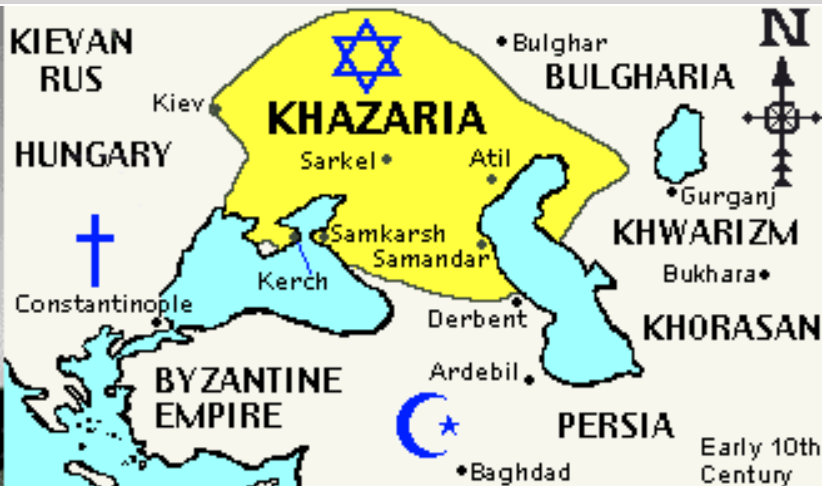 KIEVAN
RUS
Bulghar
N
BULGHARIA
Kiev
KHAZARIA
HUNGARY
Sarkel
Atil
Gurganj
Samkarsh
KHWARIZM
Samandar
Bukhara
Kerch
Constantinople
Derbent
KHORASAN
Ardebil
BYZANTINE
EMPIRE
PERSIA
Early 10th
Century
Baghdad